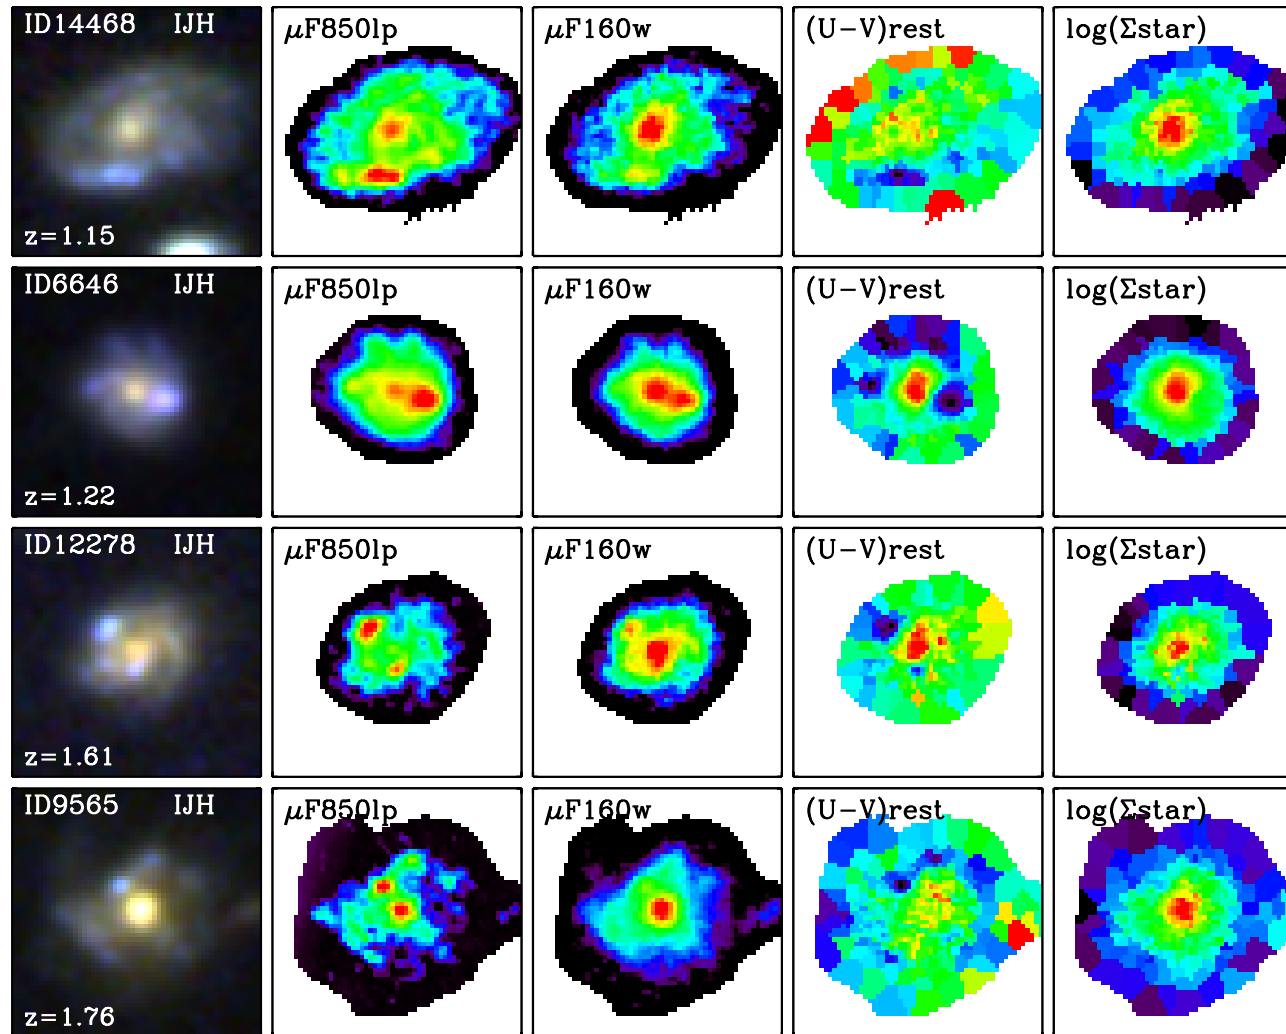 ID14468 IJH μF850lp μF160w (U−V)rest log(Σstar)
z=1.15
ID6646 IJH μF850lp μF160w (U−V)rest log(Σstar)
z=1.22
ID12278 IJH μF850lp μF160w (U−V)rest log(Σstar)
z=1.61
ID9565 IJH μF850lp μF160w (U−V)rest log(Σstar)
z=1.76